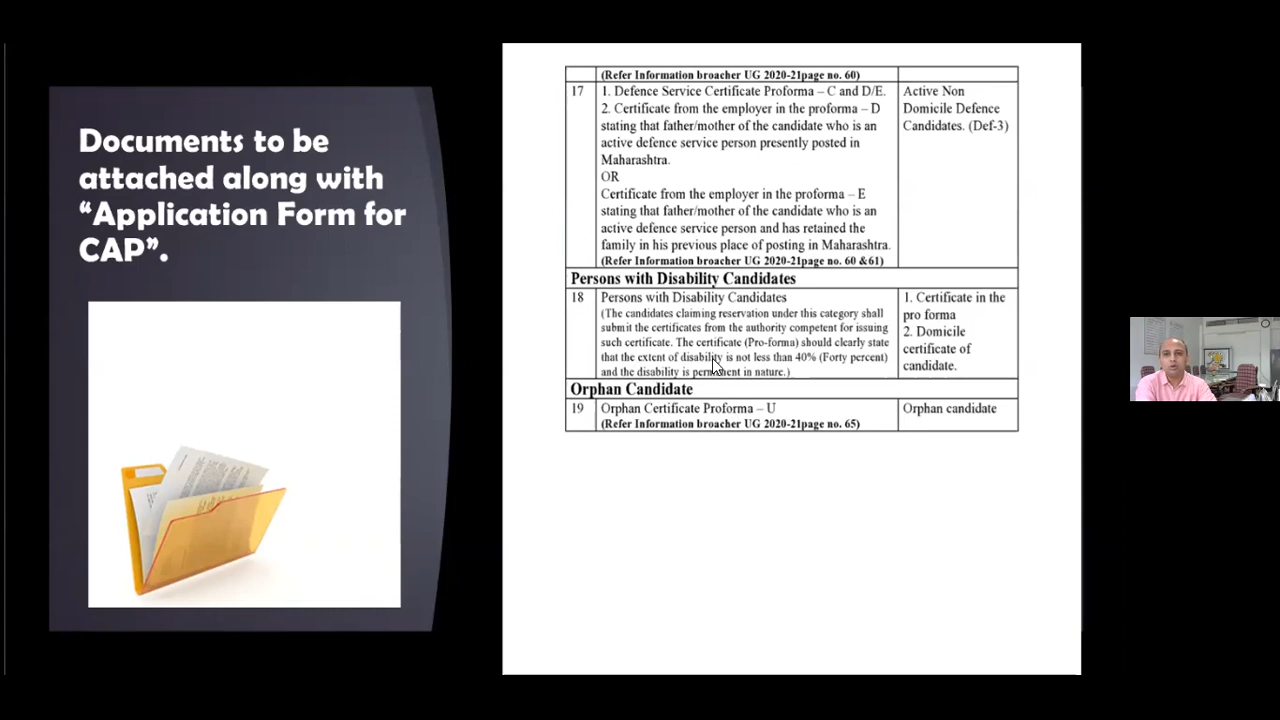 Documents to be
attached along with
“Application Form for
CAP”.
(Refer Information broacher UG 2020-21page no. 60)
17
1. Defence Service Certificate Proforma – C and D/E.
2. Certificate from the employer in the proforma – D
stating that father/mother of the candidate who is an
active defence service person presently posted in
Maharashtra.
OR
Certificate from the employer in the proforma – E
stating that father/mother of the candidate who is an
active defence service person and has retained the
family in his previous place of posting in Maharashtra.
(Refer Information broacher UG 2020-21page no. 60 &61)
Active Non
Domicile Defence
Candidates. (Def-3)
Persons with Disability Candidates
18
Persons with Disability Candidates
(The candidates claiming reservation under this category shall
submit the certificates from the authority competent for issuing
such certificate. The certificate (Pro-forma) should clearly state
that the extent of disability is not less than 40% (Forty percent)
and the disability is permanent in nature.)
1. Certificate in the
pro forma
2. Domicile
certificate of
candidate.
Orphan Candidate
19
Orphan Certificate Proforma – U
(Refer Information broacher UG 2020-21page no. 65)
Orphan candidate